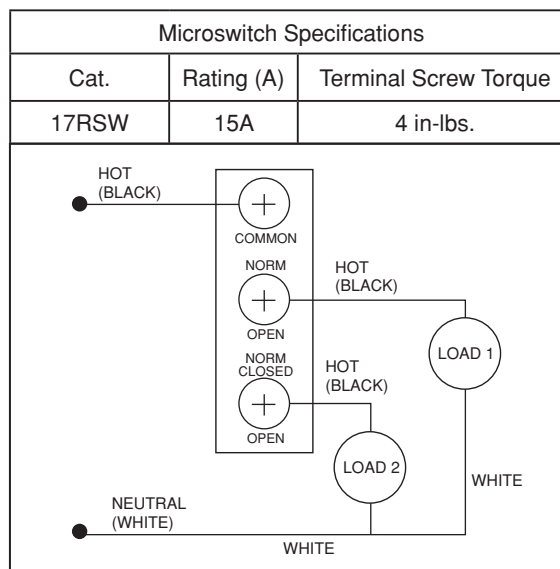 Microswitch Specifications
Cat. Rating (A) Terminal Screw Torque
17RSW 15A 4 in-lbs.
HOT
(BLACK)
COMMON
NORM
OPEN
HOT
(BLACK)
LOAD 1
NORM
CLOSED
OPEN
HOT
(BLACK)
LOAD 2
WHITE
NEUTRAL
(WHITE)
WHITE